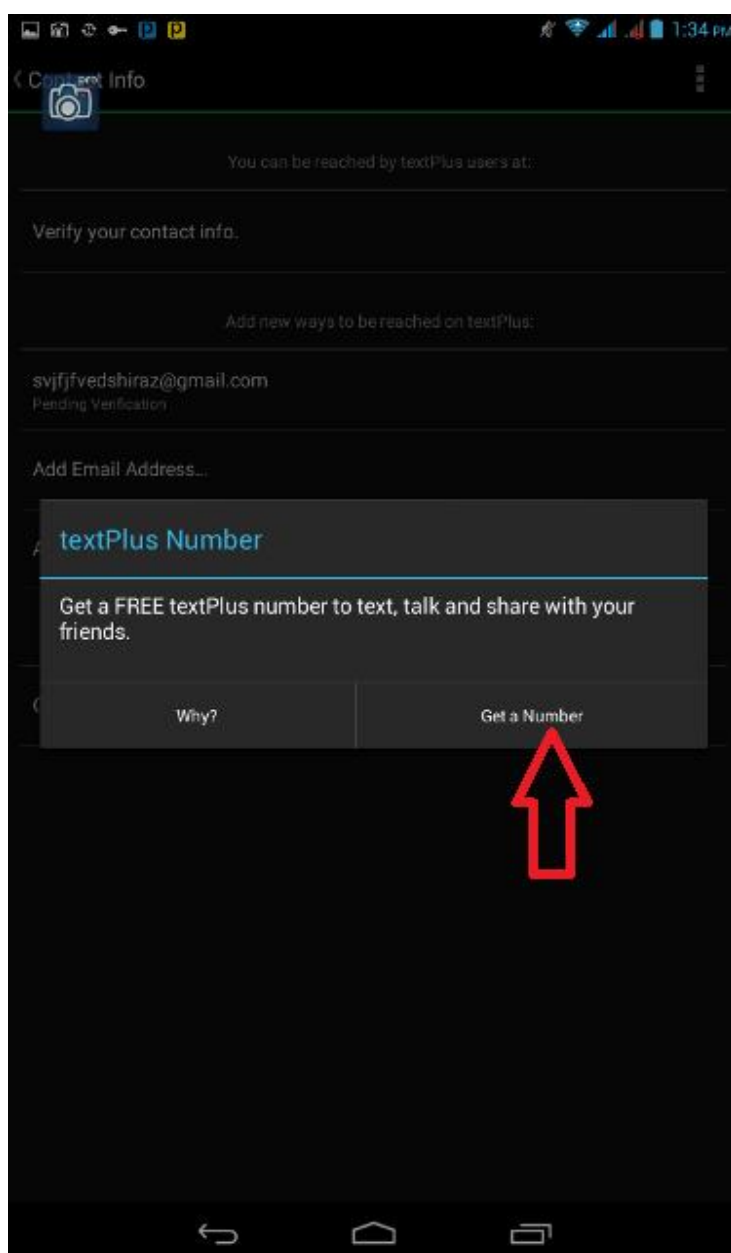 1:34 PM
Contact Info
You can be reached by textPlus users at:
Verify your contact info.
Add new ways to be reached on textPlus:
svjfjfvedshiraz@gmail.com
Pending Verification
Add Email Address...
textPlus Number
Get a FREE textPlus number to text, talk and share with your
friends.
Why?
Get a Number